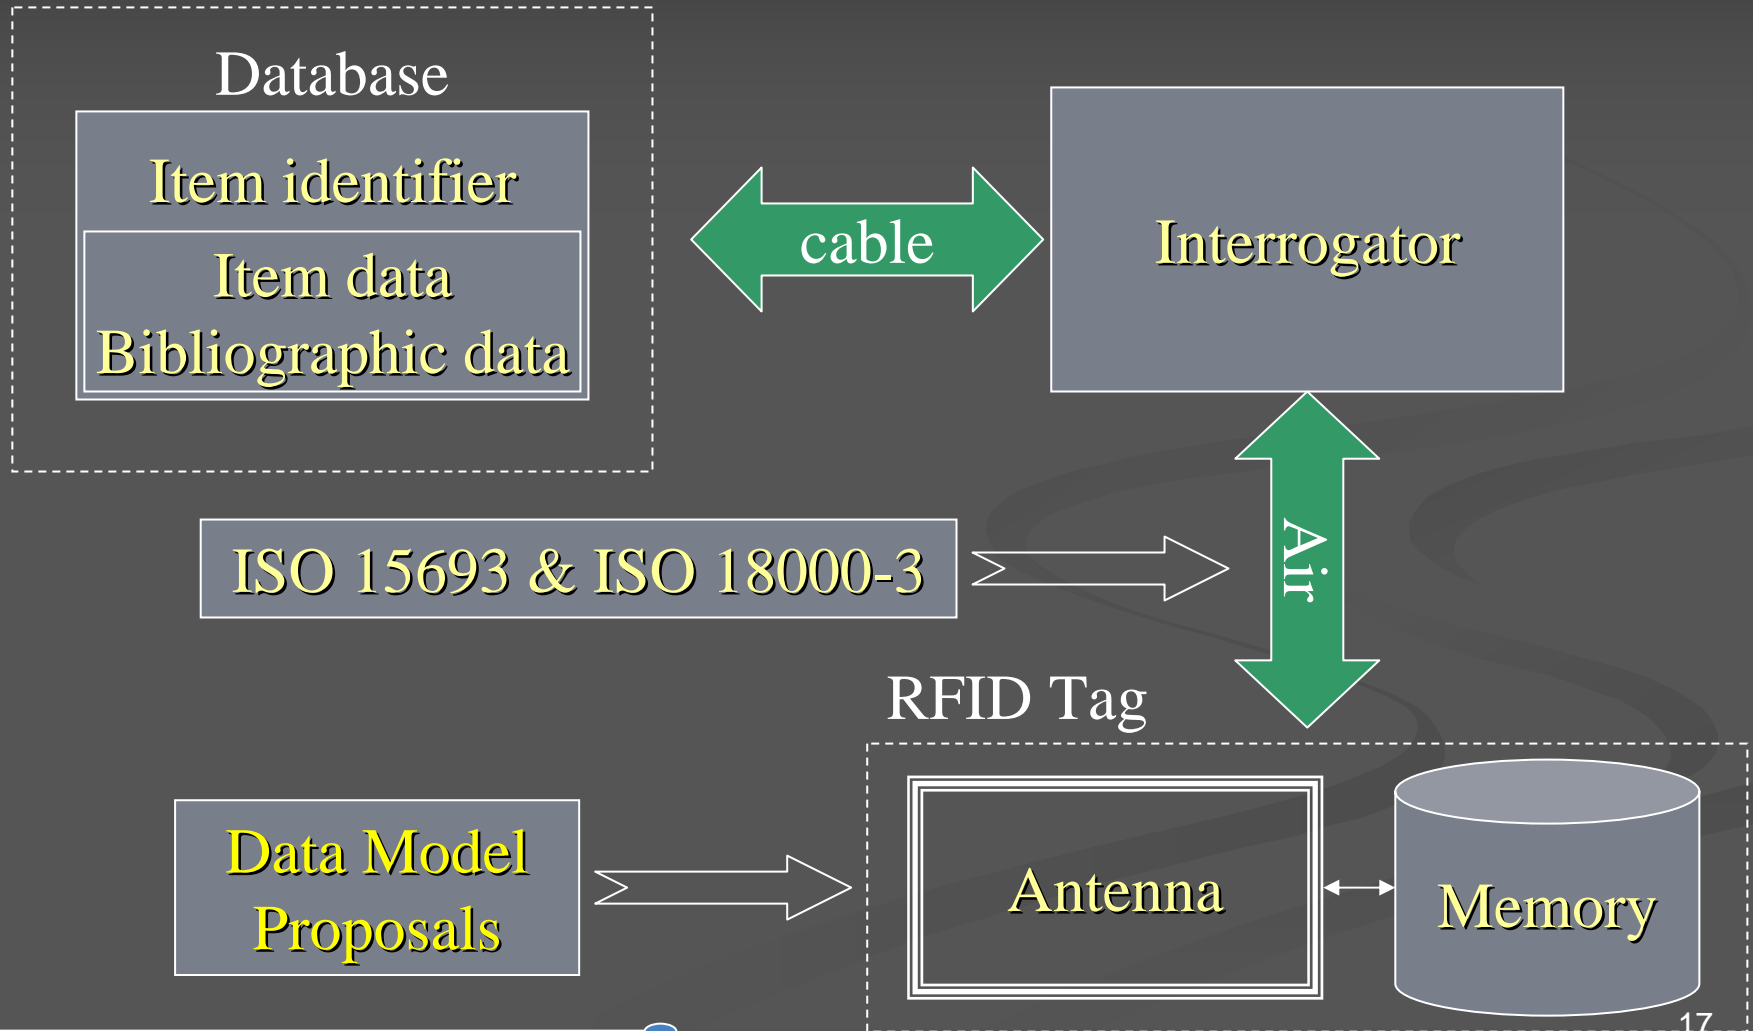 Database
Item identifier
Item data
Bibliographic data
cable
Interrogator
Air
ISO 15693 & ISO 18000-3
RFID Tag
Data Model
Proposals
Antenna
Memory
17